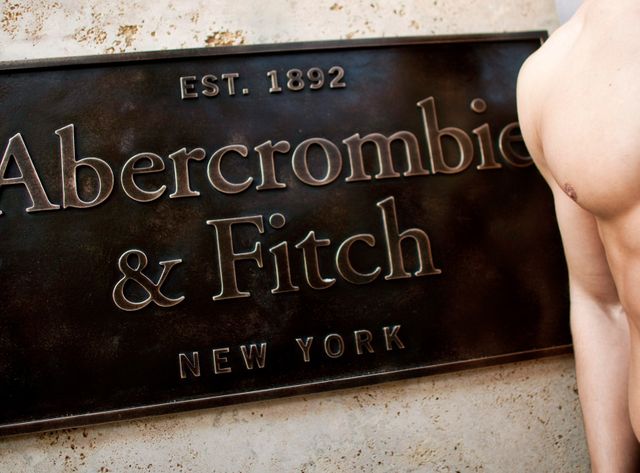 EST. 1892
Abercrombie
& Fitch
NEW YORK